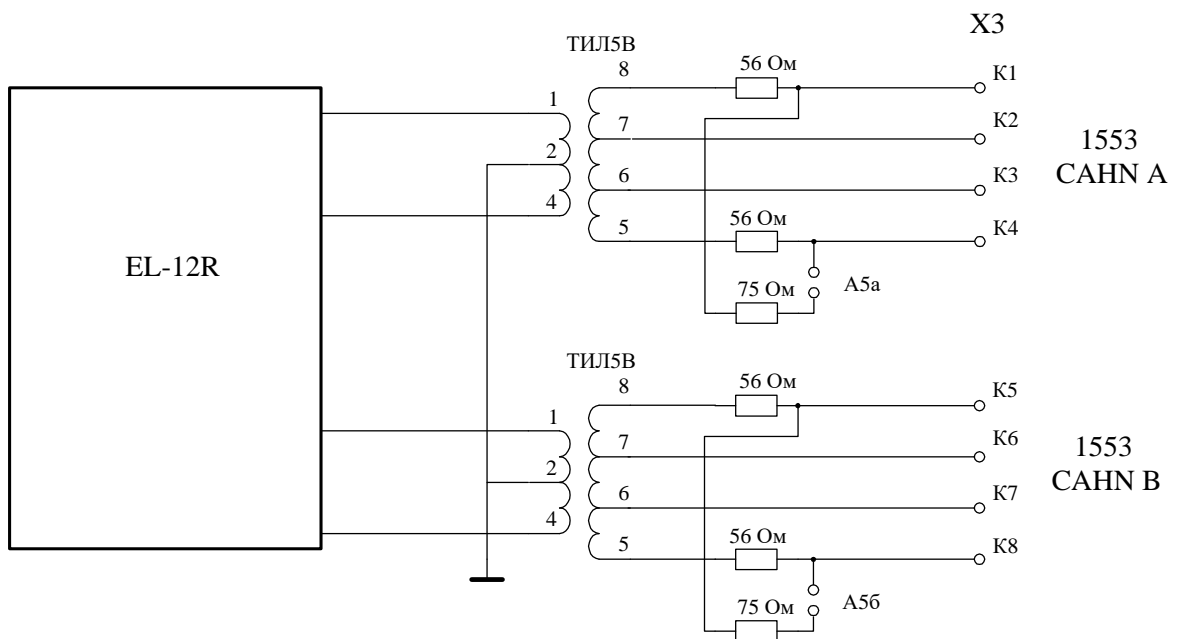 X3
ТИЛ5В
8
56 Ом
К1
1
7
К2
1553
CAHN A
2
6
К3
4
5
56 Ом
К4
EL-12R
75 Ом
А5а
ТИЛ5В
8
56 Ом
К5
1
7
К6
1553
CAHN B
2
6
К7
4
5
56 Ом
К8
75 Ом
А5б